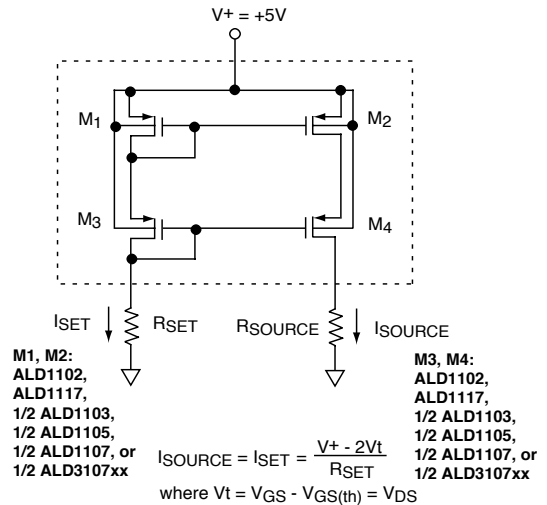 V+ = +5V
M1
M2
M3
M4
ISET
RSET
RSOURCE
ISOURCE
M1, M2:
ALD1102,
ALD1117,
1/2 ALD1103,
1/2 ALD1105,
1/2 ALD1107, or
1/2 ALD3107xx
M3, M4:
ALD1102,
ALD1117,
1/2 ALD1103,
1/2 ALD1105,
1/2 ALD1107, or
1/2 ALD3107xx
ISOURCE = ISET = V+ - 2Vt
RSET
where Vt = VGS - VGS(th) = VDS